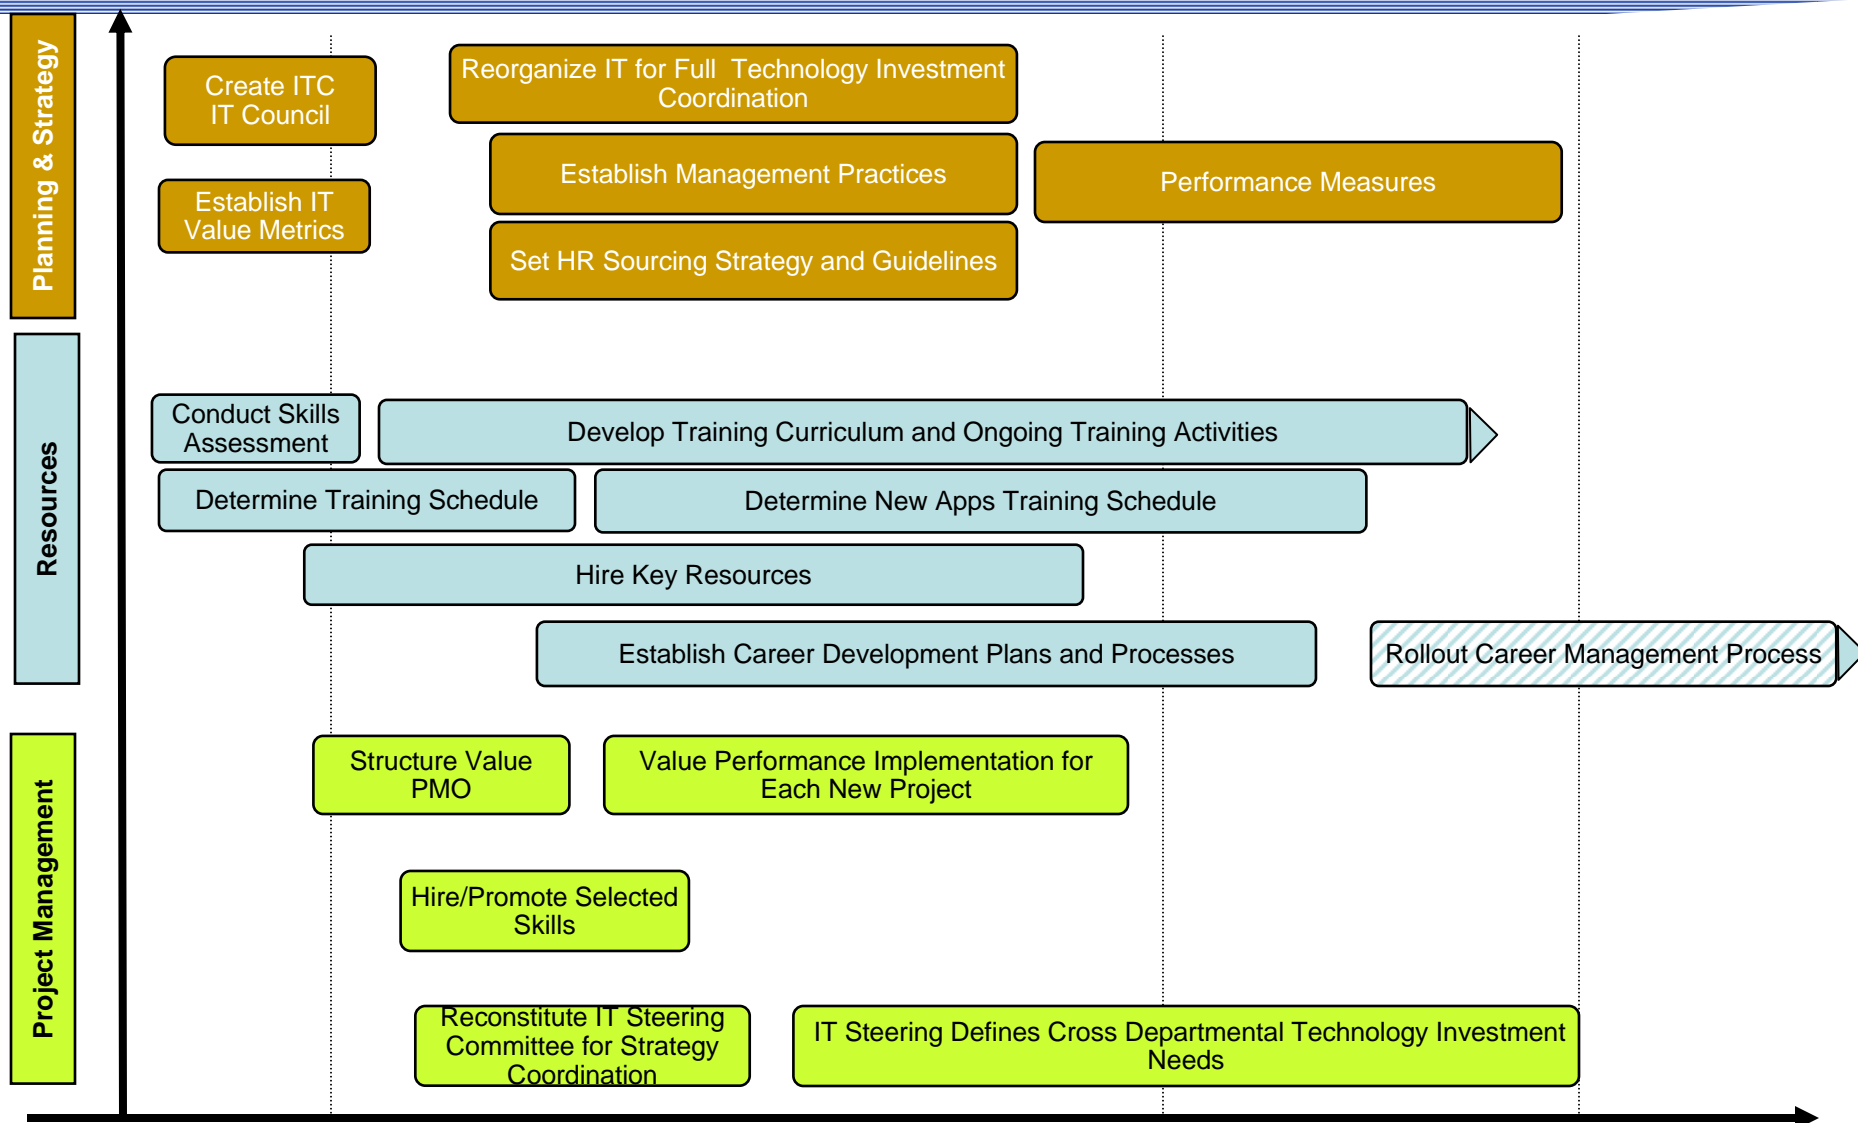 Planning & Strategy
Create ITC
IT Council
Reorganize IT for Full  Technology Investment
Coordination
Establish Management Practices
Performance Measures
Establish IT
Value Metrics
Set HR Sourcing Strategy and Guidelines
Resources
Conduct Skills
Assessment
Develop Training Curriculum and Ongoing Training Activities
Determine Training Schedule
Determine New Apps Training Schedule
Hire Key Resources
Establish Career Development Plans and Processes
Rollout Career Management Process
Project Management
Structure Value
PMO
Value Performance Implementation for
Each New Project
Hire/Promote Selected
Skills
Reconstitute IT Steering
Committee for Strategy
Coordination
IT Steering Defines Cross Departmental Technology Investment
Needs